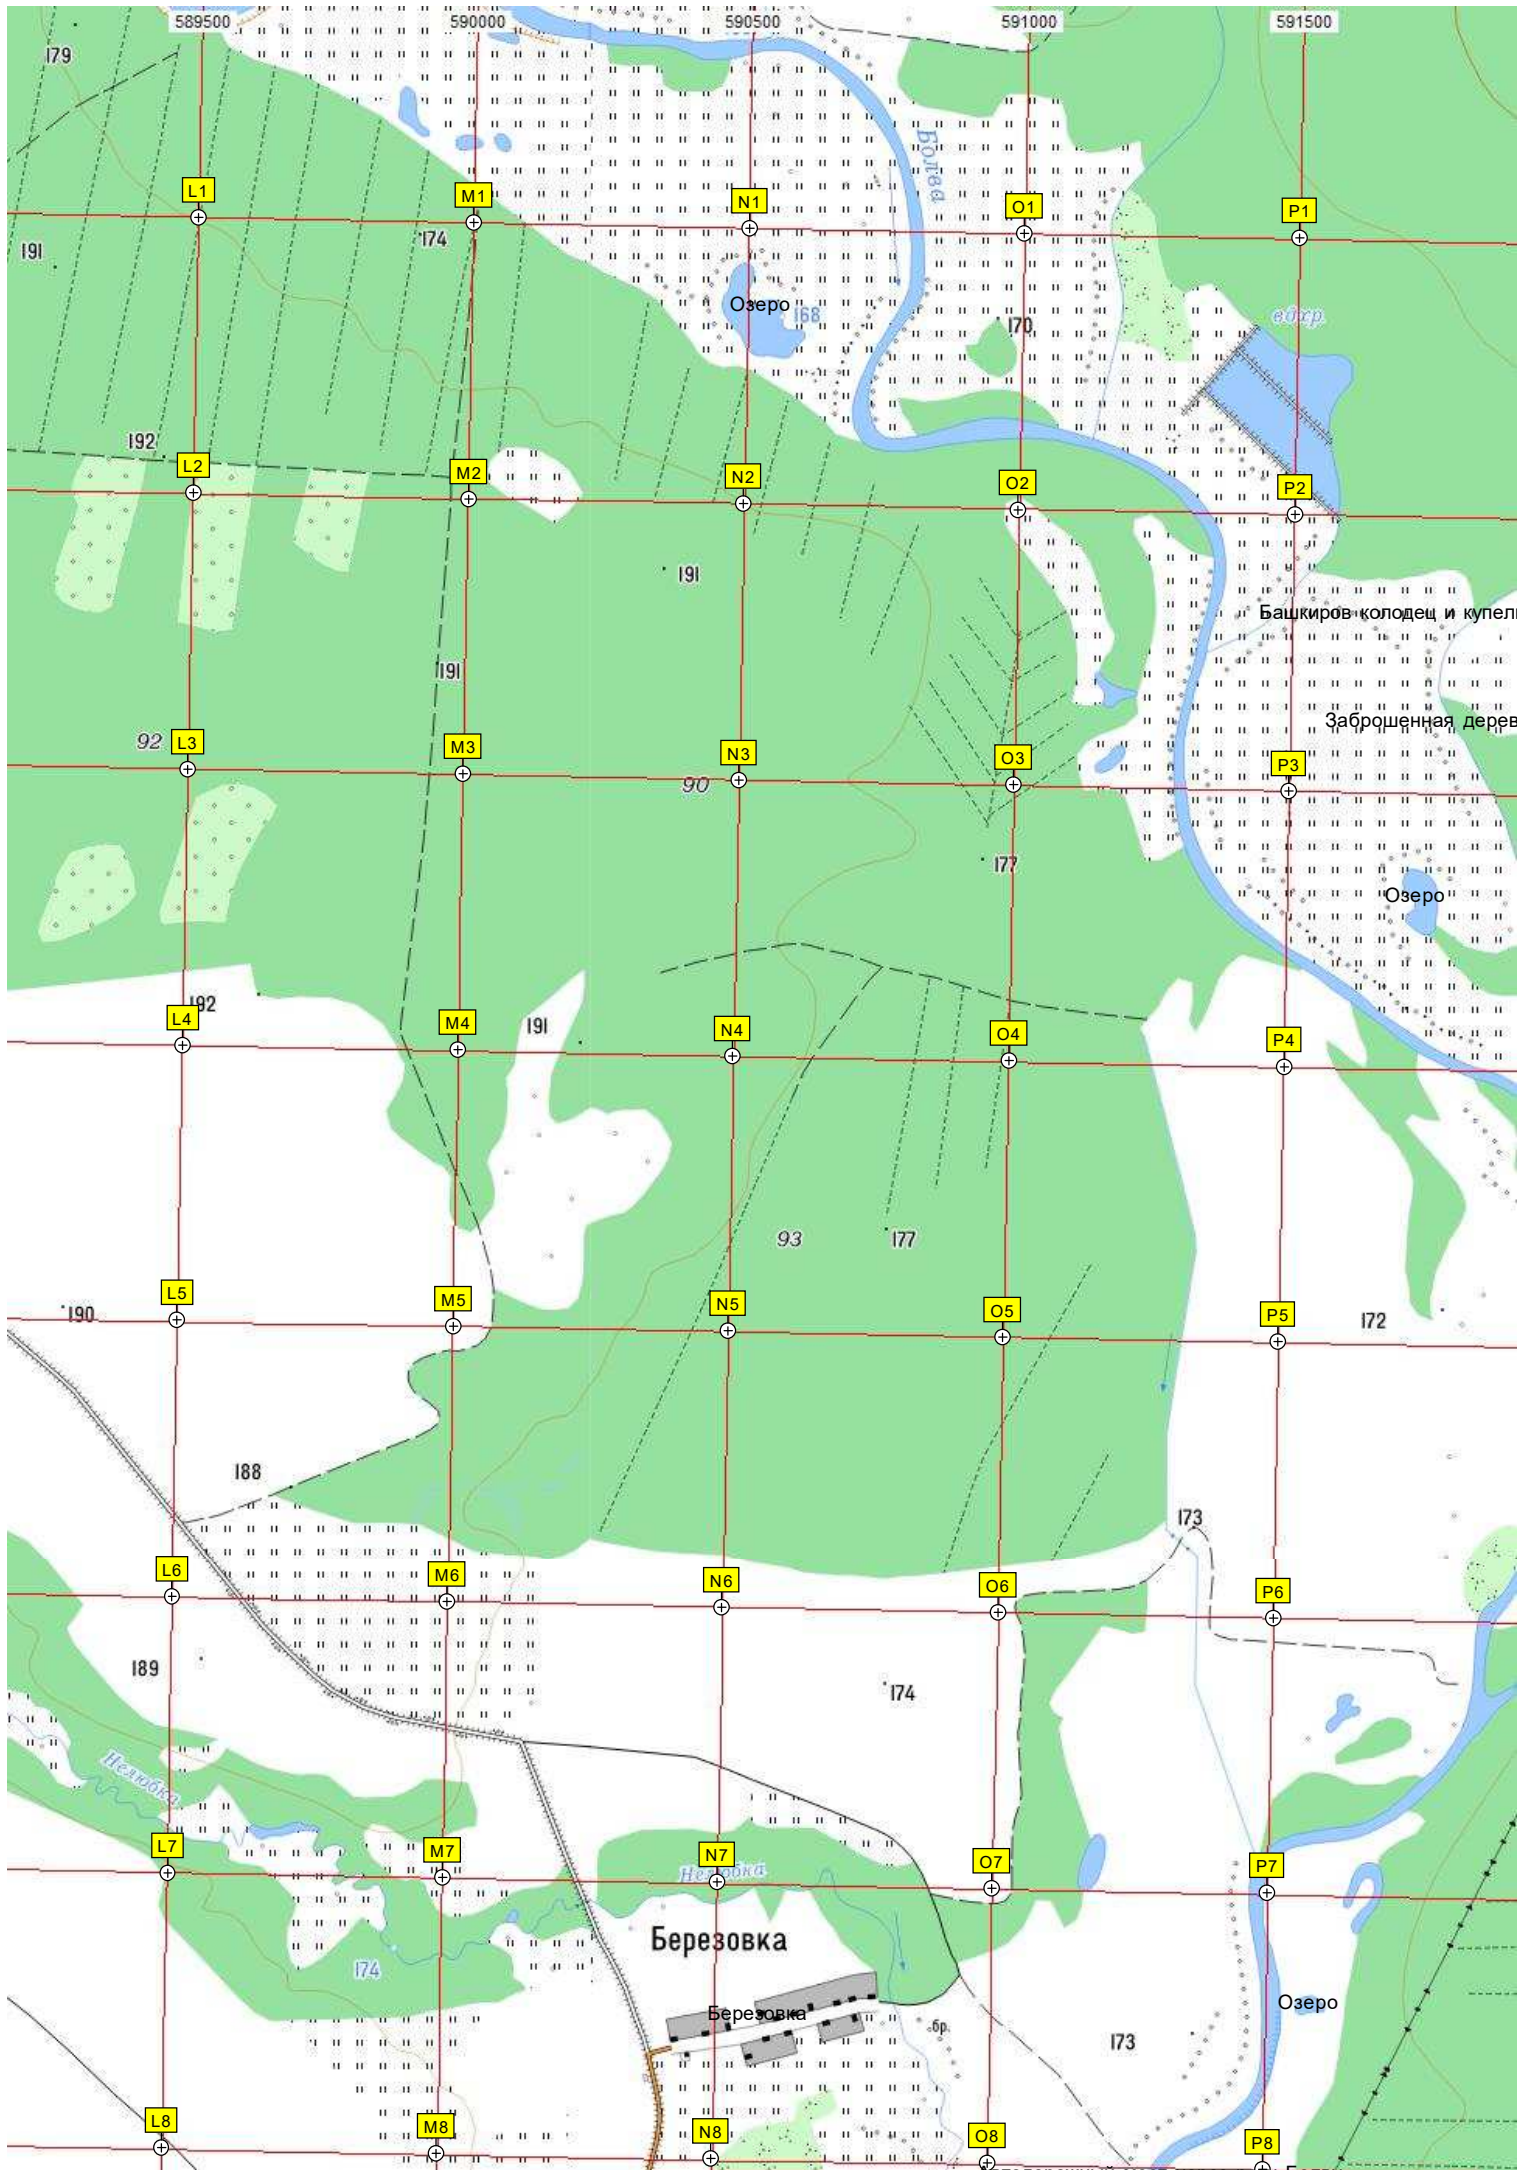 589500 590000 590500 591000 591500
179
Болва
L1 M1 N1 O1 P1
191
174
Озеро 168
170
вдхр.
192
L2 M2 N2 O2 P2
191
Башкиров колодец и купел
191
Заброшенная дерев
92
L3 M3 N3 O3 P3
90
177
Озеро
192
L4 M4 N4 O4 P4
191
93
177
L5 M5 N5 O5 P5
190
172
188
173
L6 M6 N6 O6 P6
189
174
Нелюбка
L7 M7 N7 O7 P7
Нелюбка
Березовка
174
Березовка
Озеро
бр.
173
L8 M8 N8 O8 P8